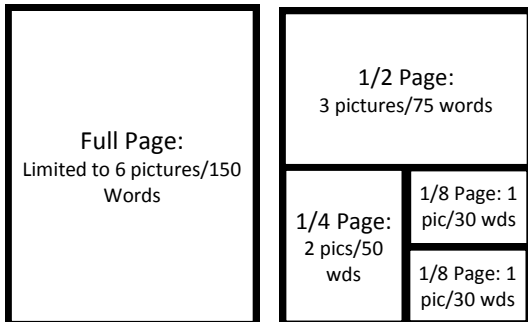 Full Page:
Limited to 6 pictures/150
Words
1/2 Page:
3 pictures/75 words
1/4 Page:
2 pics/50
wds
1/8 Page: 1
pic/30 wds
1/8 Page: 1
pic/30 wds